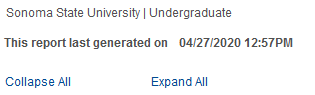 Sonoma State University | Undergraduate
This report last generated on 04/27/2020 12:57PM
Collapse All Expand All